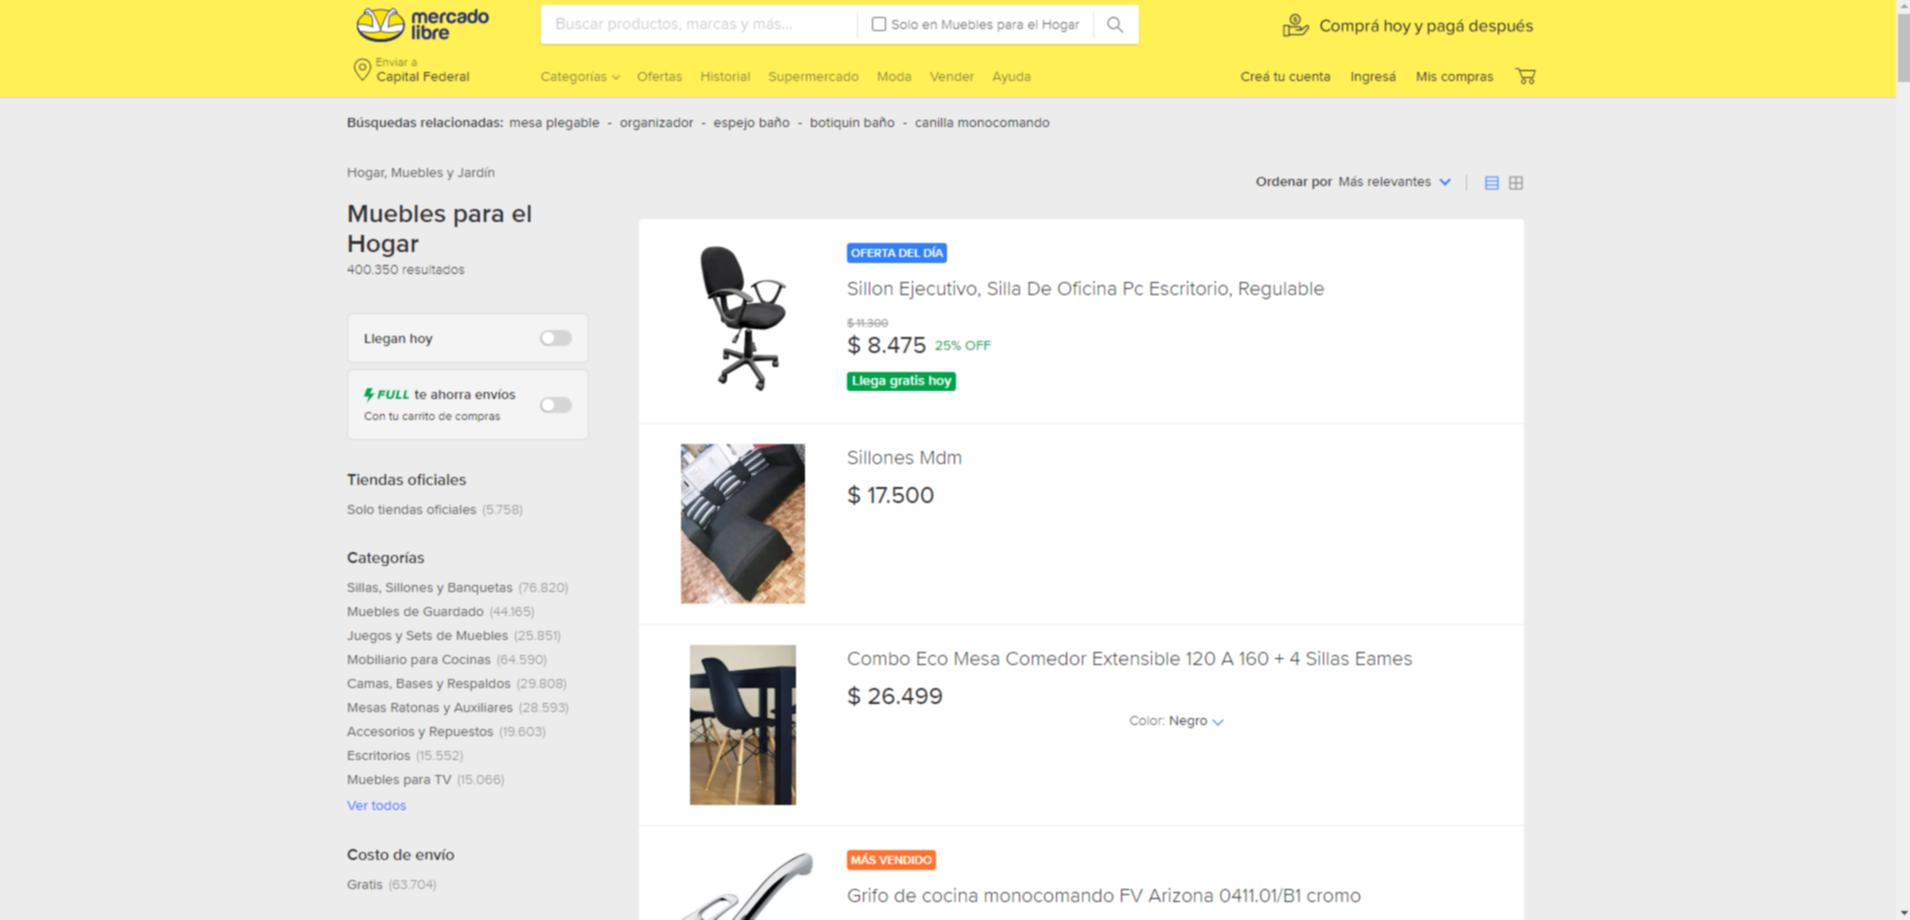 mercado
libre
Buscar productos, marcas y más...
Solo en Muebles para el Hogar
Comprá hoy y pagá después
Enviar a
Capital Federal
Categorías Ofertas Historial Supermercado Moda Vender Ayuda
Creá tu cuenta Ingresá Mis compras
Búsquedas relacionadas: mesa plegable - organizador - espejo baño - botiquin baño - canilla monocomando
Hogar, Muebles y Jardín
Ordenar por Más relevantes
Muebles para el
Hogar
400.350 resultados
Llegan hoy
FULL te ahorra envíos
Con tu carrito de compras
Tiendas oficiales
Solo tiendas oficiales (5.758)
Categorías
Sillas, Sillones y Banquetas (76.820)
Muebles de Guardado (44.165)
Juegos y Sets de Muebles (25.851)
Mobiliario para Cocinas (64.590)
Camas, Bases y Respaldos (29.808)
Mesas Ratonas y Auxiliares (28.593)
Accesorios y Repuestos (19.603)
Escritorios (15.552)
Muebles para TV (15.066)
Ver todos
Costo de envío
Gratis (63.704)
OFERTA DEL DÍA
Sillon Ejecutivo, Silla De Oficina Pc Escritorio, Regulable
$ 11.300
$ 8.475 25% OFF
Llega gratis hoy
Sillones Mdm
$ 17.500
Combo Eco Mesa Comedor Extensible 120 A 160 + 4 Sillas Eames
$ 26.499
Color: Negro
MÁS VENDIDO
Grifo de cocina monocomando FV Arizona 0411.01/B1 cromo